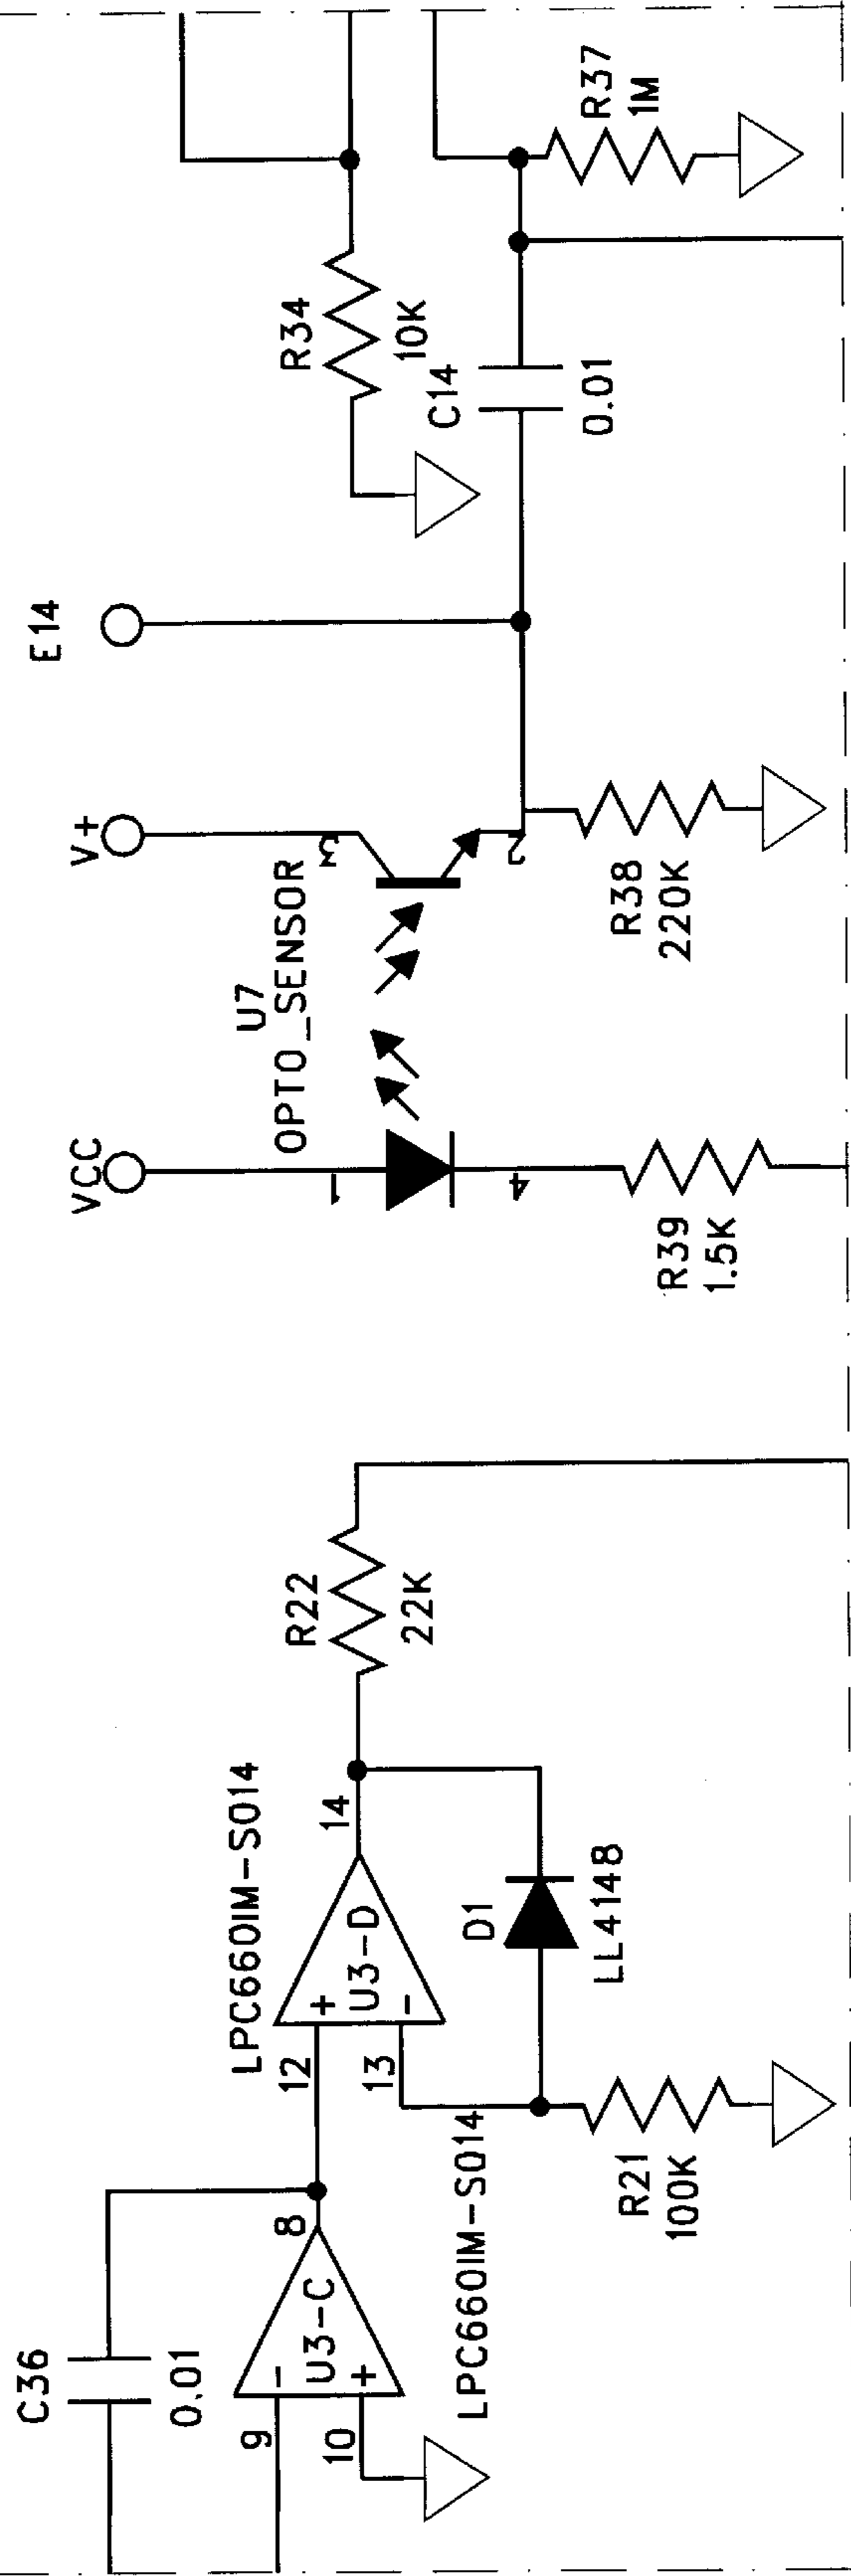 C36
0.01
9
10
-
+
U3-C
8
LPC660IM-SO14
12
13
+
-
U3-D
14
LPC660IM-SO14
R21
100K
D1
LL4148
R22
22K
VCC
1
4
R39
1.5K
U7
OPTO_SENSOR
V+
3
2
R38
220K
E14
R34
10K
C14
0.01
R37
1M